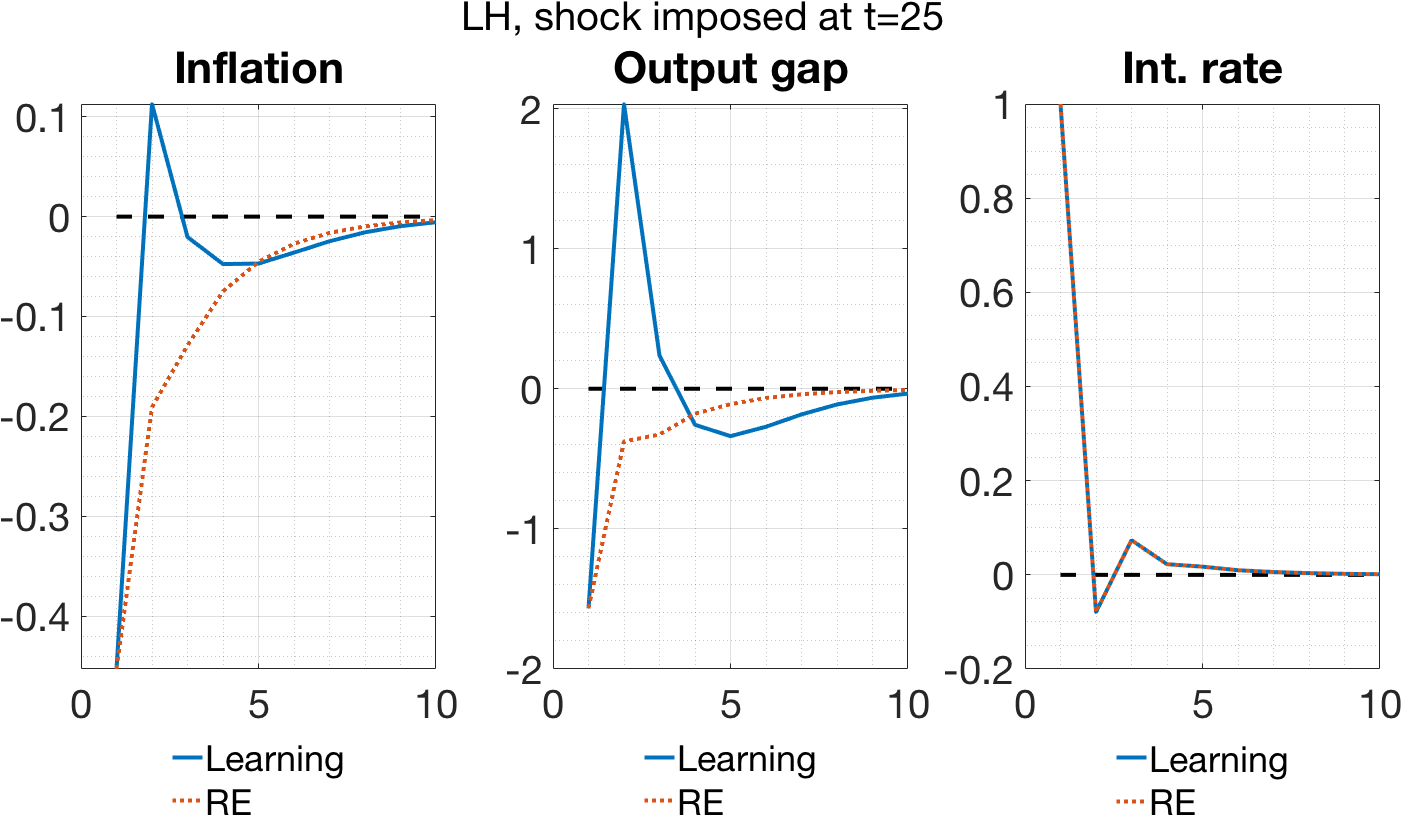 LH, shock imposed at t=25
Inflation
0.1
0
-0.1
-0.2
-0.3
-0.4
0 5 10
Learning
RE
Output gap
2
1
0
-1
-2
0 5 10
Learning
RE
Int. rate
1
0.8
0.6
0.4
0.2
0
-0.2
0 5 10
Learning
RE